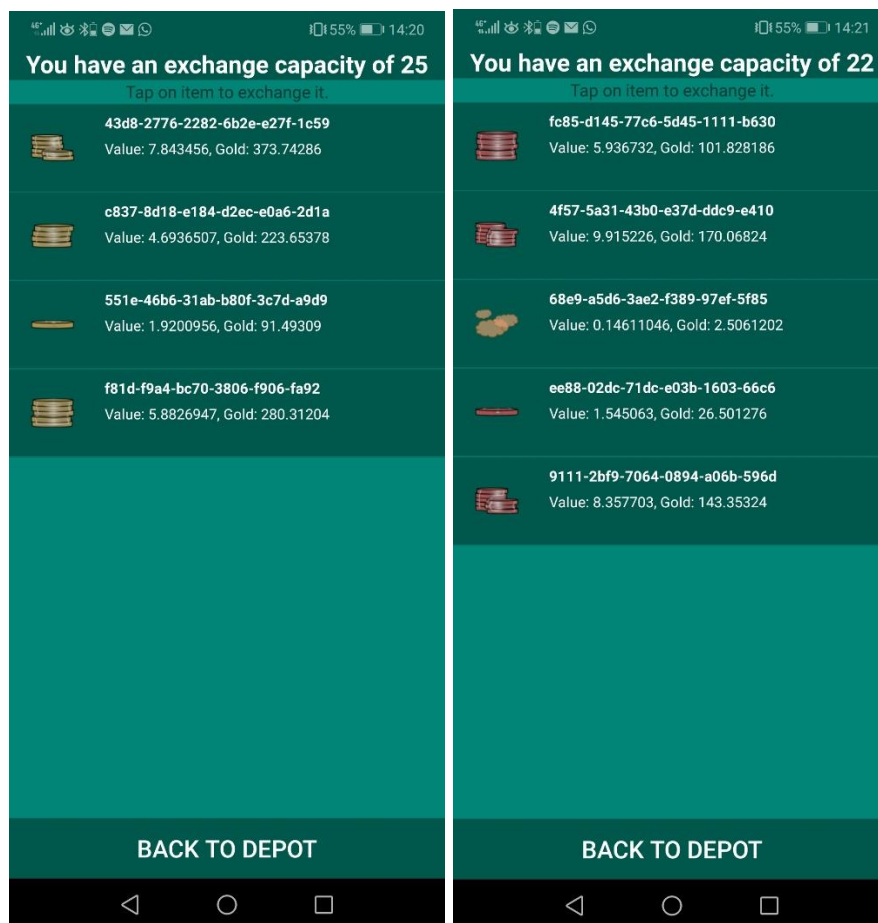 55% 14:20
You have an exchange capacity of 25
Tap on item to exchange it.
43d8-2776-2282-6b2e-e27f-1c59
Value: 7.843456, Gold: 373.74286
c837-8d18-e184-d2ec-e0a6-2d1a
Value: 4.6936507, Gold: 223.65378
551e-46b6-31ab-b80f-3c7d-a9d9
Value: 1.9200956, Gold: 91.49309
f81d-f9a4-bc70-3806-f906-fa92
Value: 5.8826947, Gold: 280.31204
BACK TO DEPOT
55% 14:21
You have an exchange capacity of 22
Tap on item to exchange it.
fc85-d145-77c6-5d45-1111-b630
Value: 5.936732, Gold: 101.828186
4f57-5a31-43b0-e37d-ddc9-e410
Value: 9.915226, Gold: 170.06824
68e9-a5d6-3ae2-f389-97ef-5f85
Value: 0.14611046, Gold: 2.5061202
ee88-02dc-71dc-e03b-1603-66c6
Value: 1.545063, Gold: 26.501276
9111-2bf9-7064-0894-a06b-596d
Value: 8.357703, Gold: 143.35324
BACK TO DEPOT